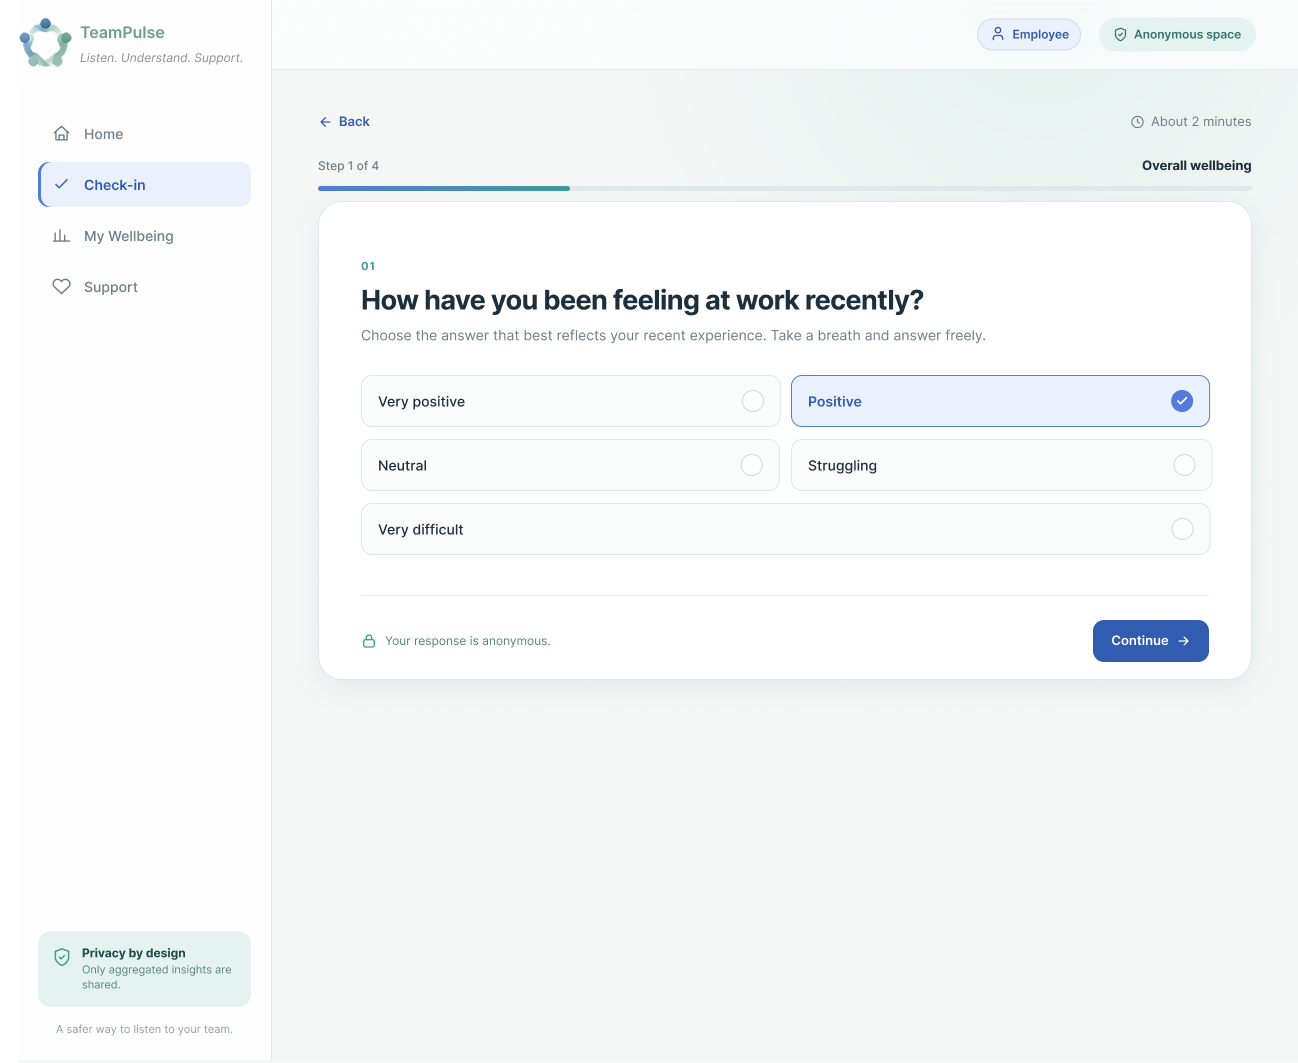 TeamPulse
Listen. Understand. Support.
Employee
Anonymous space
Home
Check-in
My Wellbeing
Support
Back
About 2 minutes
Step 1 of 4
Overall wellbeing
01
How have you been feeling at work recently?
Choose the answer that best reflects your recent experience. Take a breath and answer freely.
Very positive
Positive
Neutral
Struggling
Very difficult
Your response is anonymous.
Continue
Privacy by design
Only aggregated insights are
shared.
A safer way to listen to your team.